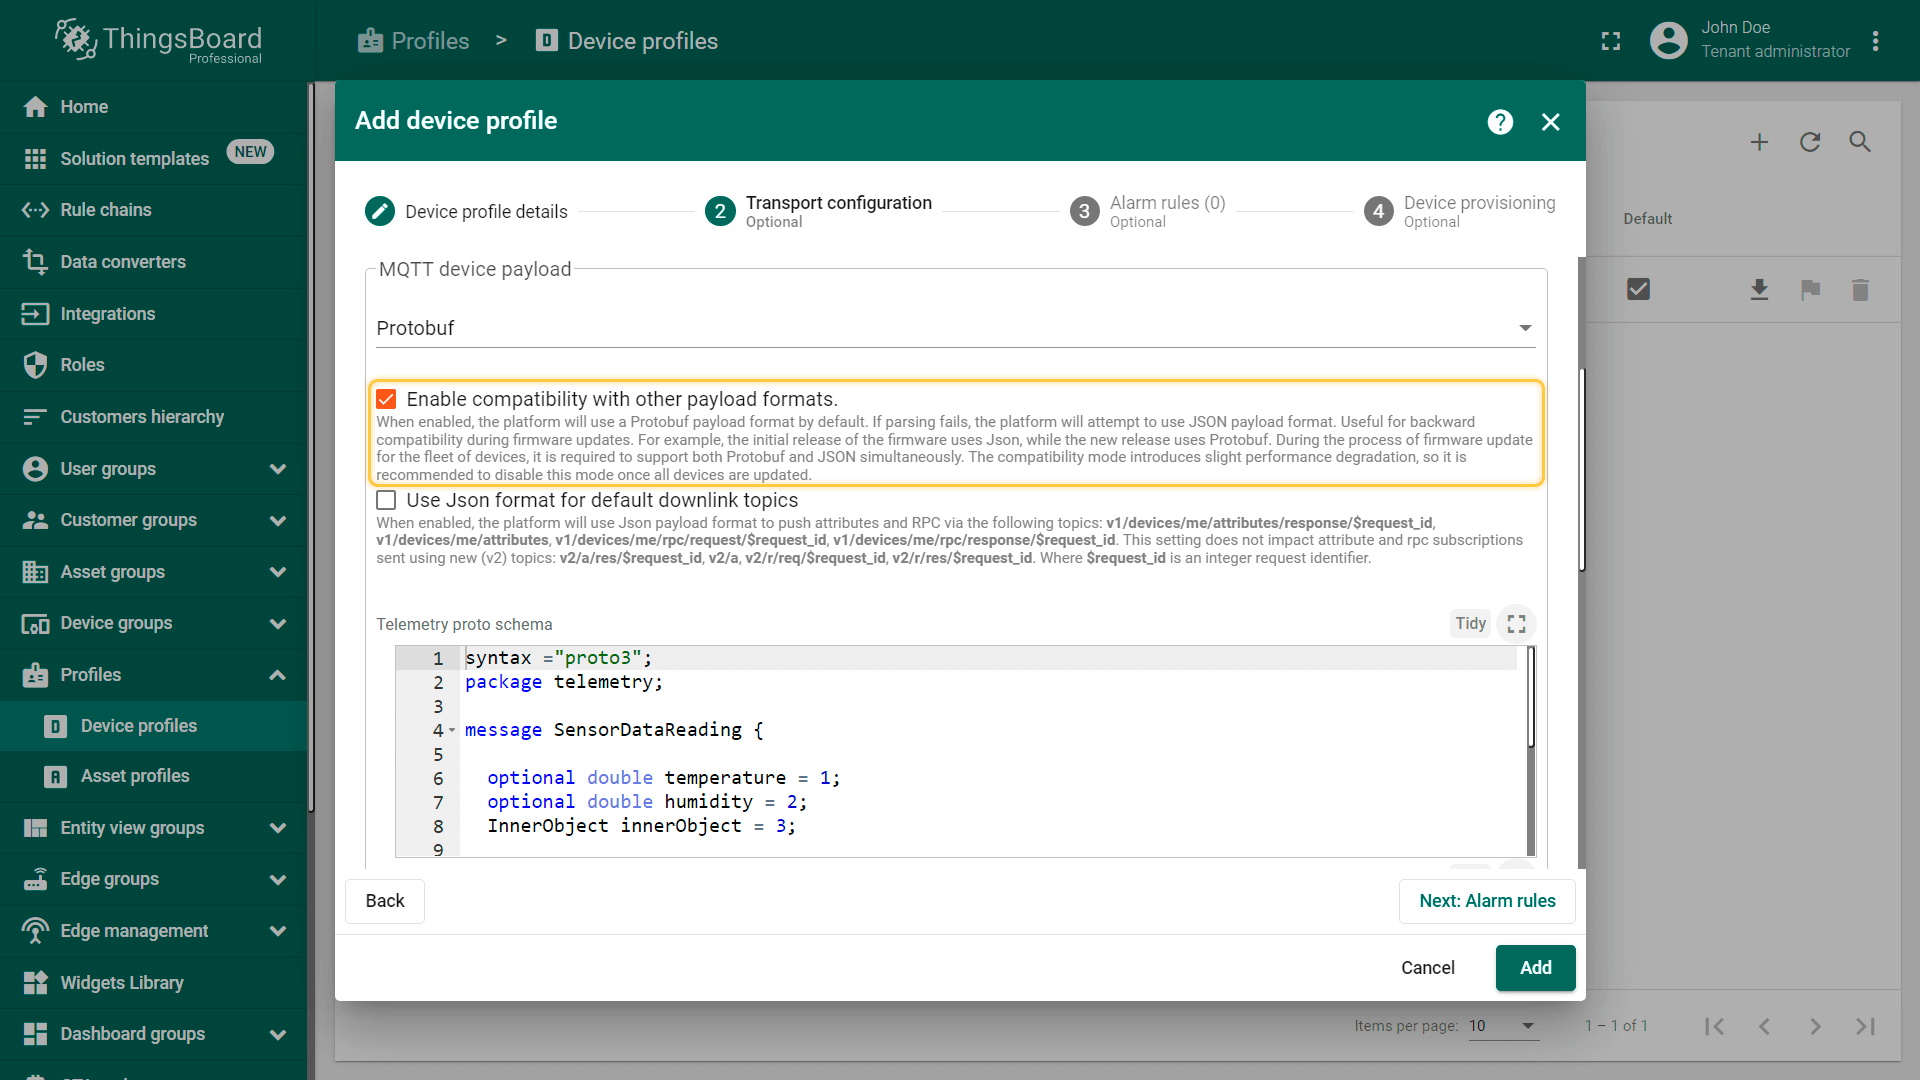 ThingsBoard
Professional
Profiles > Device profiles
John Doe
Tenant administrator
Home
Solution templates NEW
Rule chains
Data converters
Integrations
Roles
Customers hierarchy
User groups
Customer groups
Asset groups
Device groups
Profiles
Device profiles
Asset profiles
Entity view groups
Edge groups
Edge management
Widgets Library
Dashboard groups
Add device profile
Device profile details
2 Transport configuration
Optional
3 Alarm rules (0)
Optional
4 Device provisioning
Optional
Default
MQTT device payload
Protobuf
Enable compatibility with other payload formats.
When enabled, the platform will use a Protobuf payload format by default. If parsing fails, the platform will attempt to use JSON payload format. Useful for backward
compatibility during firmware updates. For example, the initial release of the firmware uses Json, while the new release uses Protobuf. During the process of firmware update
for the fleet of devices, it is required to support both Protobuf and JSON simultaneously. The compatibility mode introduces slight performance degradation, so it is
recommended to disable this mode once all devices are updated.
Use Json format for default downlink topics
When enabled, the platform will use Json payload format to push attributes and RPC via the following topics: v1/devices/me/attributes/response/$request_id,
v1/devices/me/attributes, v1/devices/me/rpc/request/$request_id, v1/devices/me/rpc/response/$request_id. This setting does not impact attribute and rpc subscriptions
sent using new (v2) topics: v2/a/res/$request_id, v2/a, v2/r/req/$request_id, v2/r/res/$request_id. Where $request_id is an integer request identifier.
Telemetry proto schema
Tidy
1 syntax ="proto3";
2 package telemetry;
3
4 message SensorDataReading {
5
6 optional double temperature = 1;
7 optional double humidity = 2;
8 InnerObject innerObject = 3;
9
Back
Next: Alarm rules
Cancel
Add
Items per page: 10
1 – 1 of 1